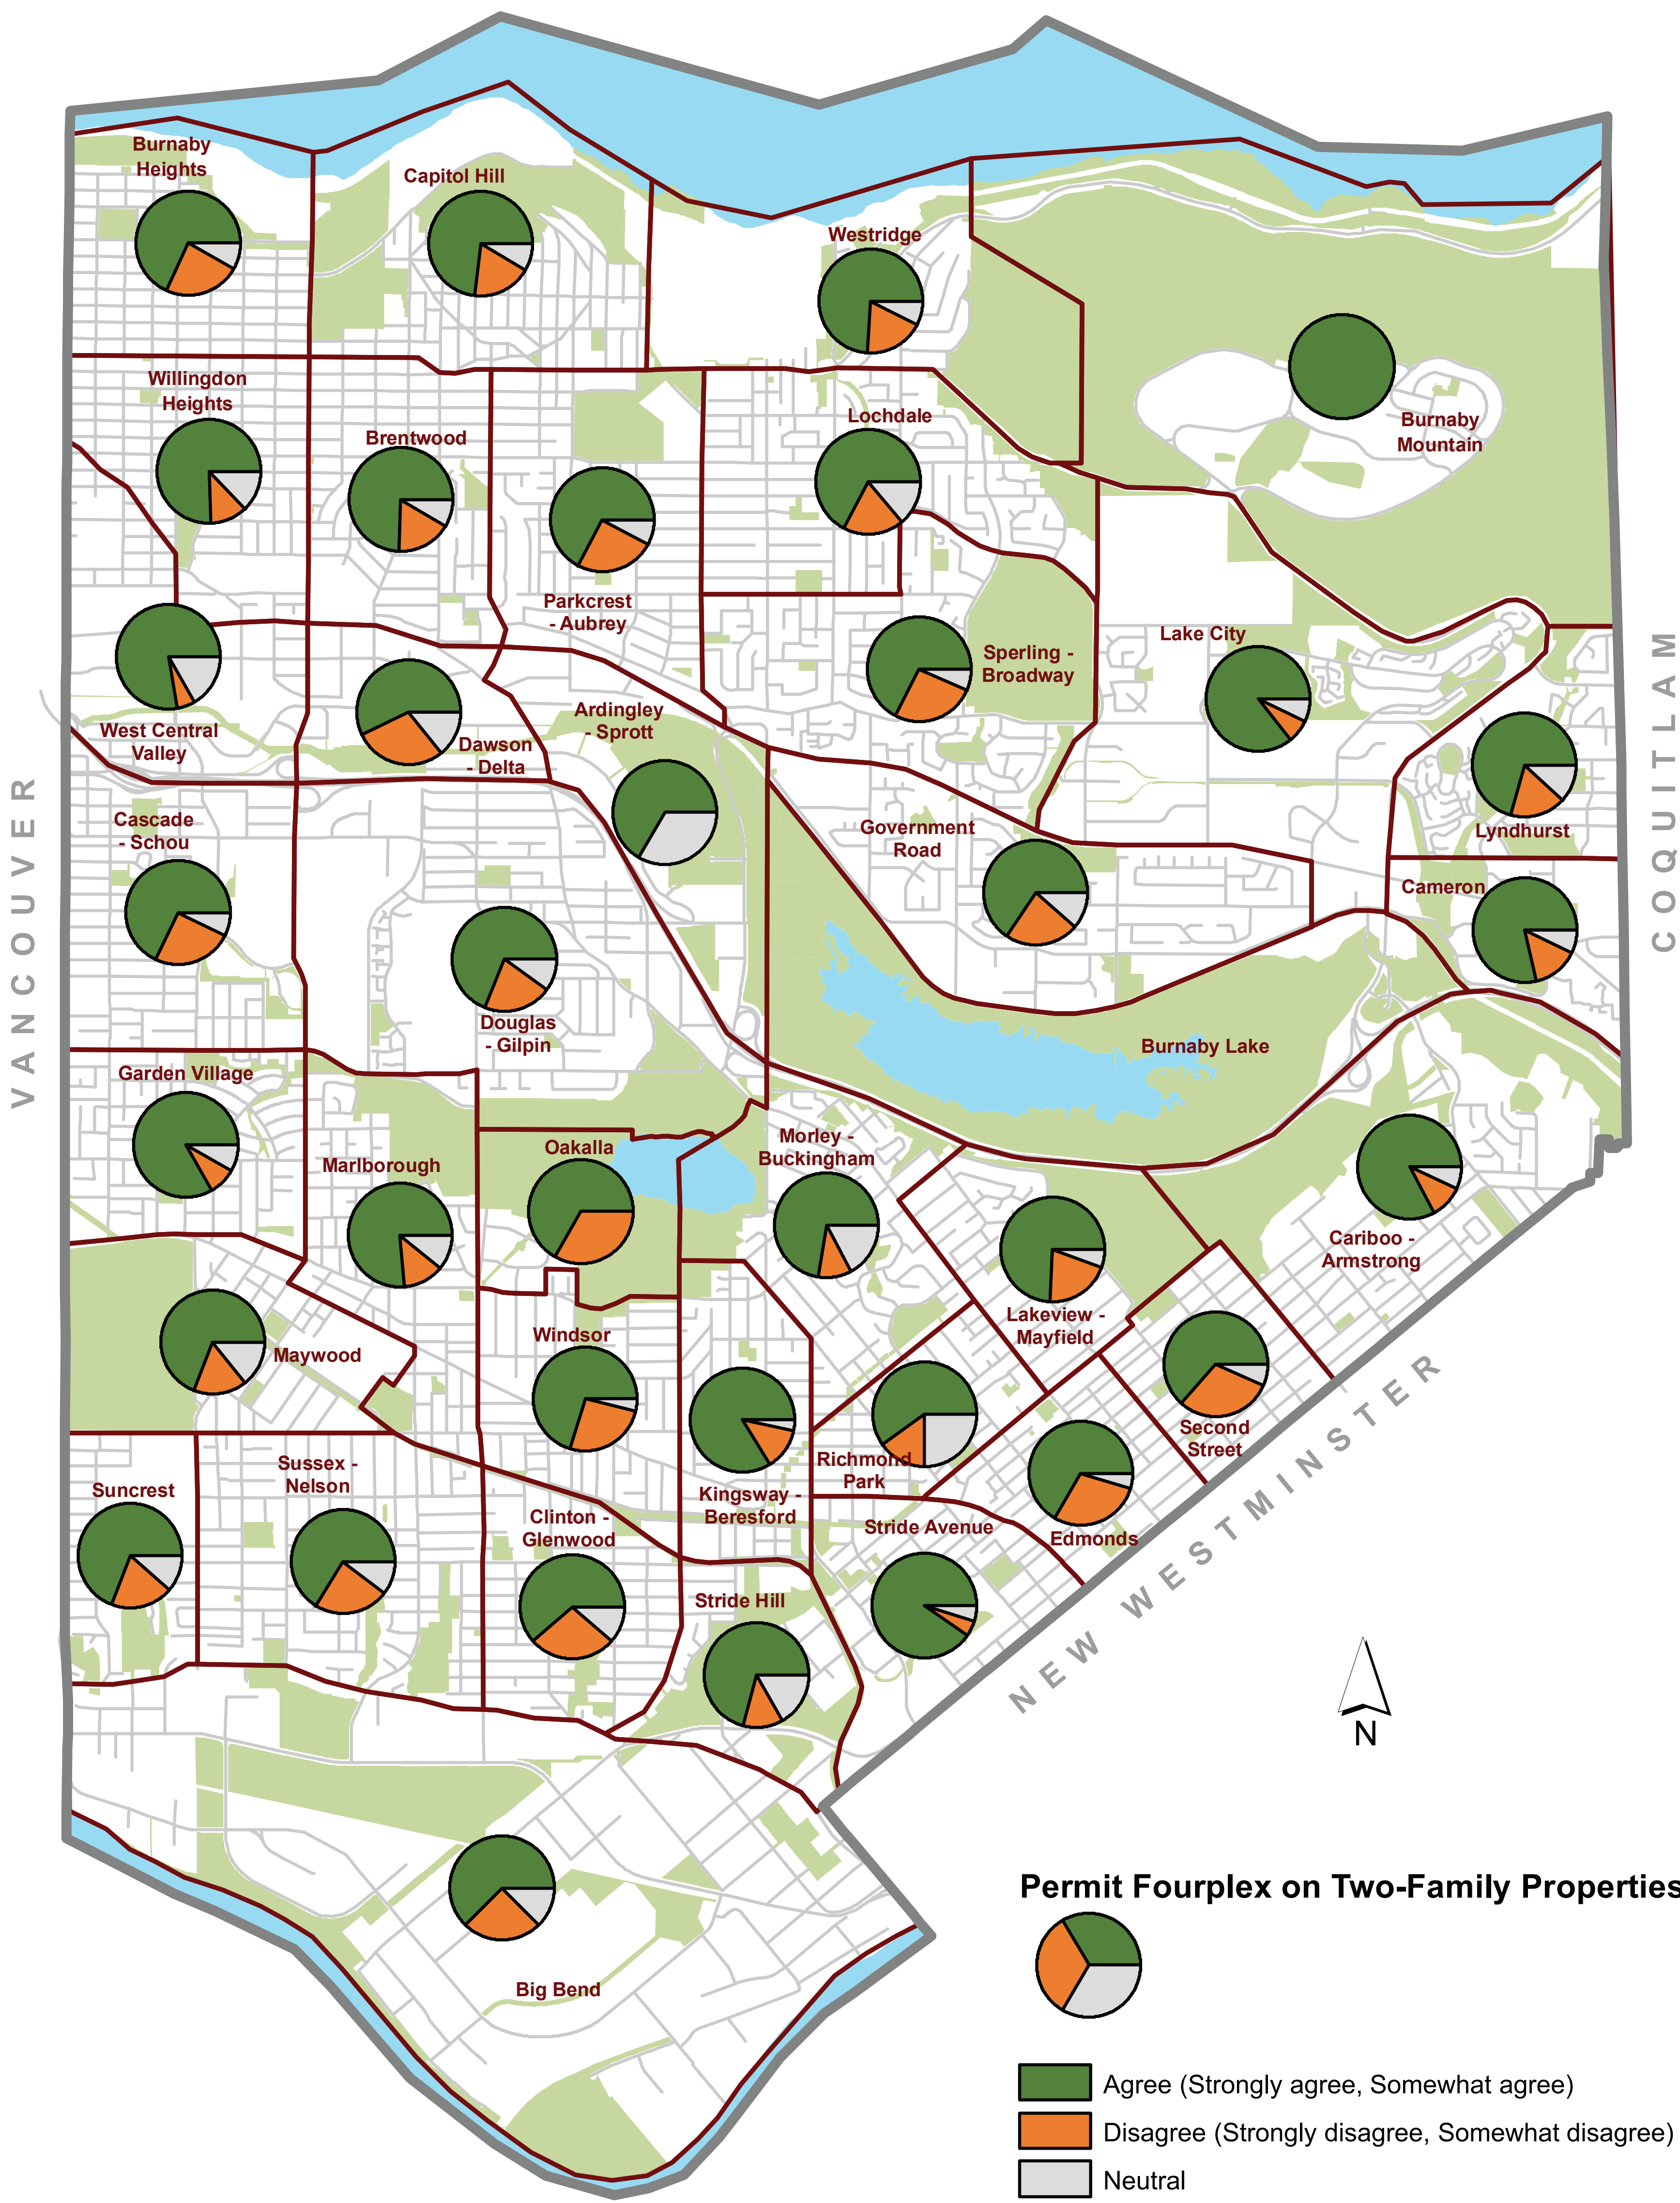 Burnaby
Heights
Capitol Hill
Westridge
Burnaby
Mountain
Willingdon
Heights
Brentwood
Lochdale
Parkcrest
- Aubrey
Sperling -
Broadway
Lake City
West Central
Valley
Dawson
- Delta
Ardingley
- Sprott
Lyndhurst
Cascade
- Schou
Government
Road
Cameron
Douglas
- Gilpin
Burnaby Lake
Garden Village
Marlborough
Oakalla
Morley -
Buckingham
Cariboo -
Armstrong
Maywood
Windsor
Lakeview -
Mayfield
Second
Street
Richmond
Park
Kingsway -
Beresford
Edmonds
Suncrest
Sussex -
Nelson
Clinton -
Glenwood
Stride Avenue
Stride Hill
Big Bend
VANCOUVER
COQUITLAM
NEW WESTMINSTER
N
Permit Fourplex on Two-Family Properties
Agree (Strongly agree, Somewhat agree)
Disagree (Strongly disagree, Somewhat disagree)
Neutral